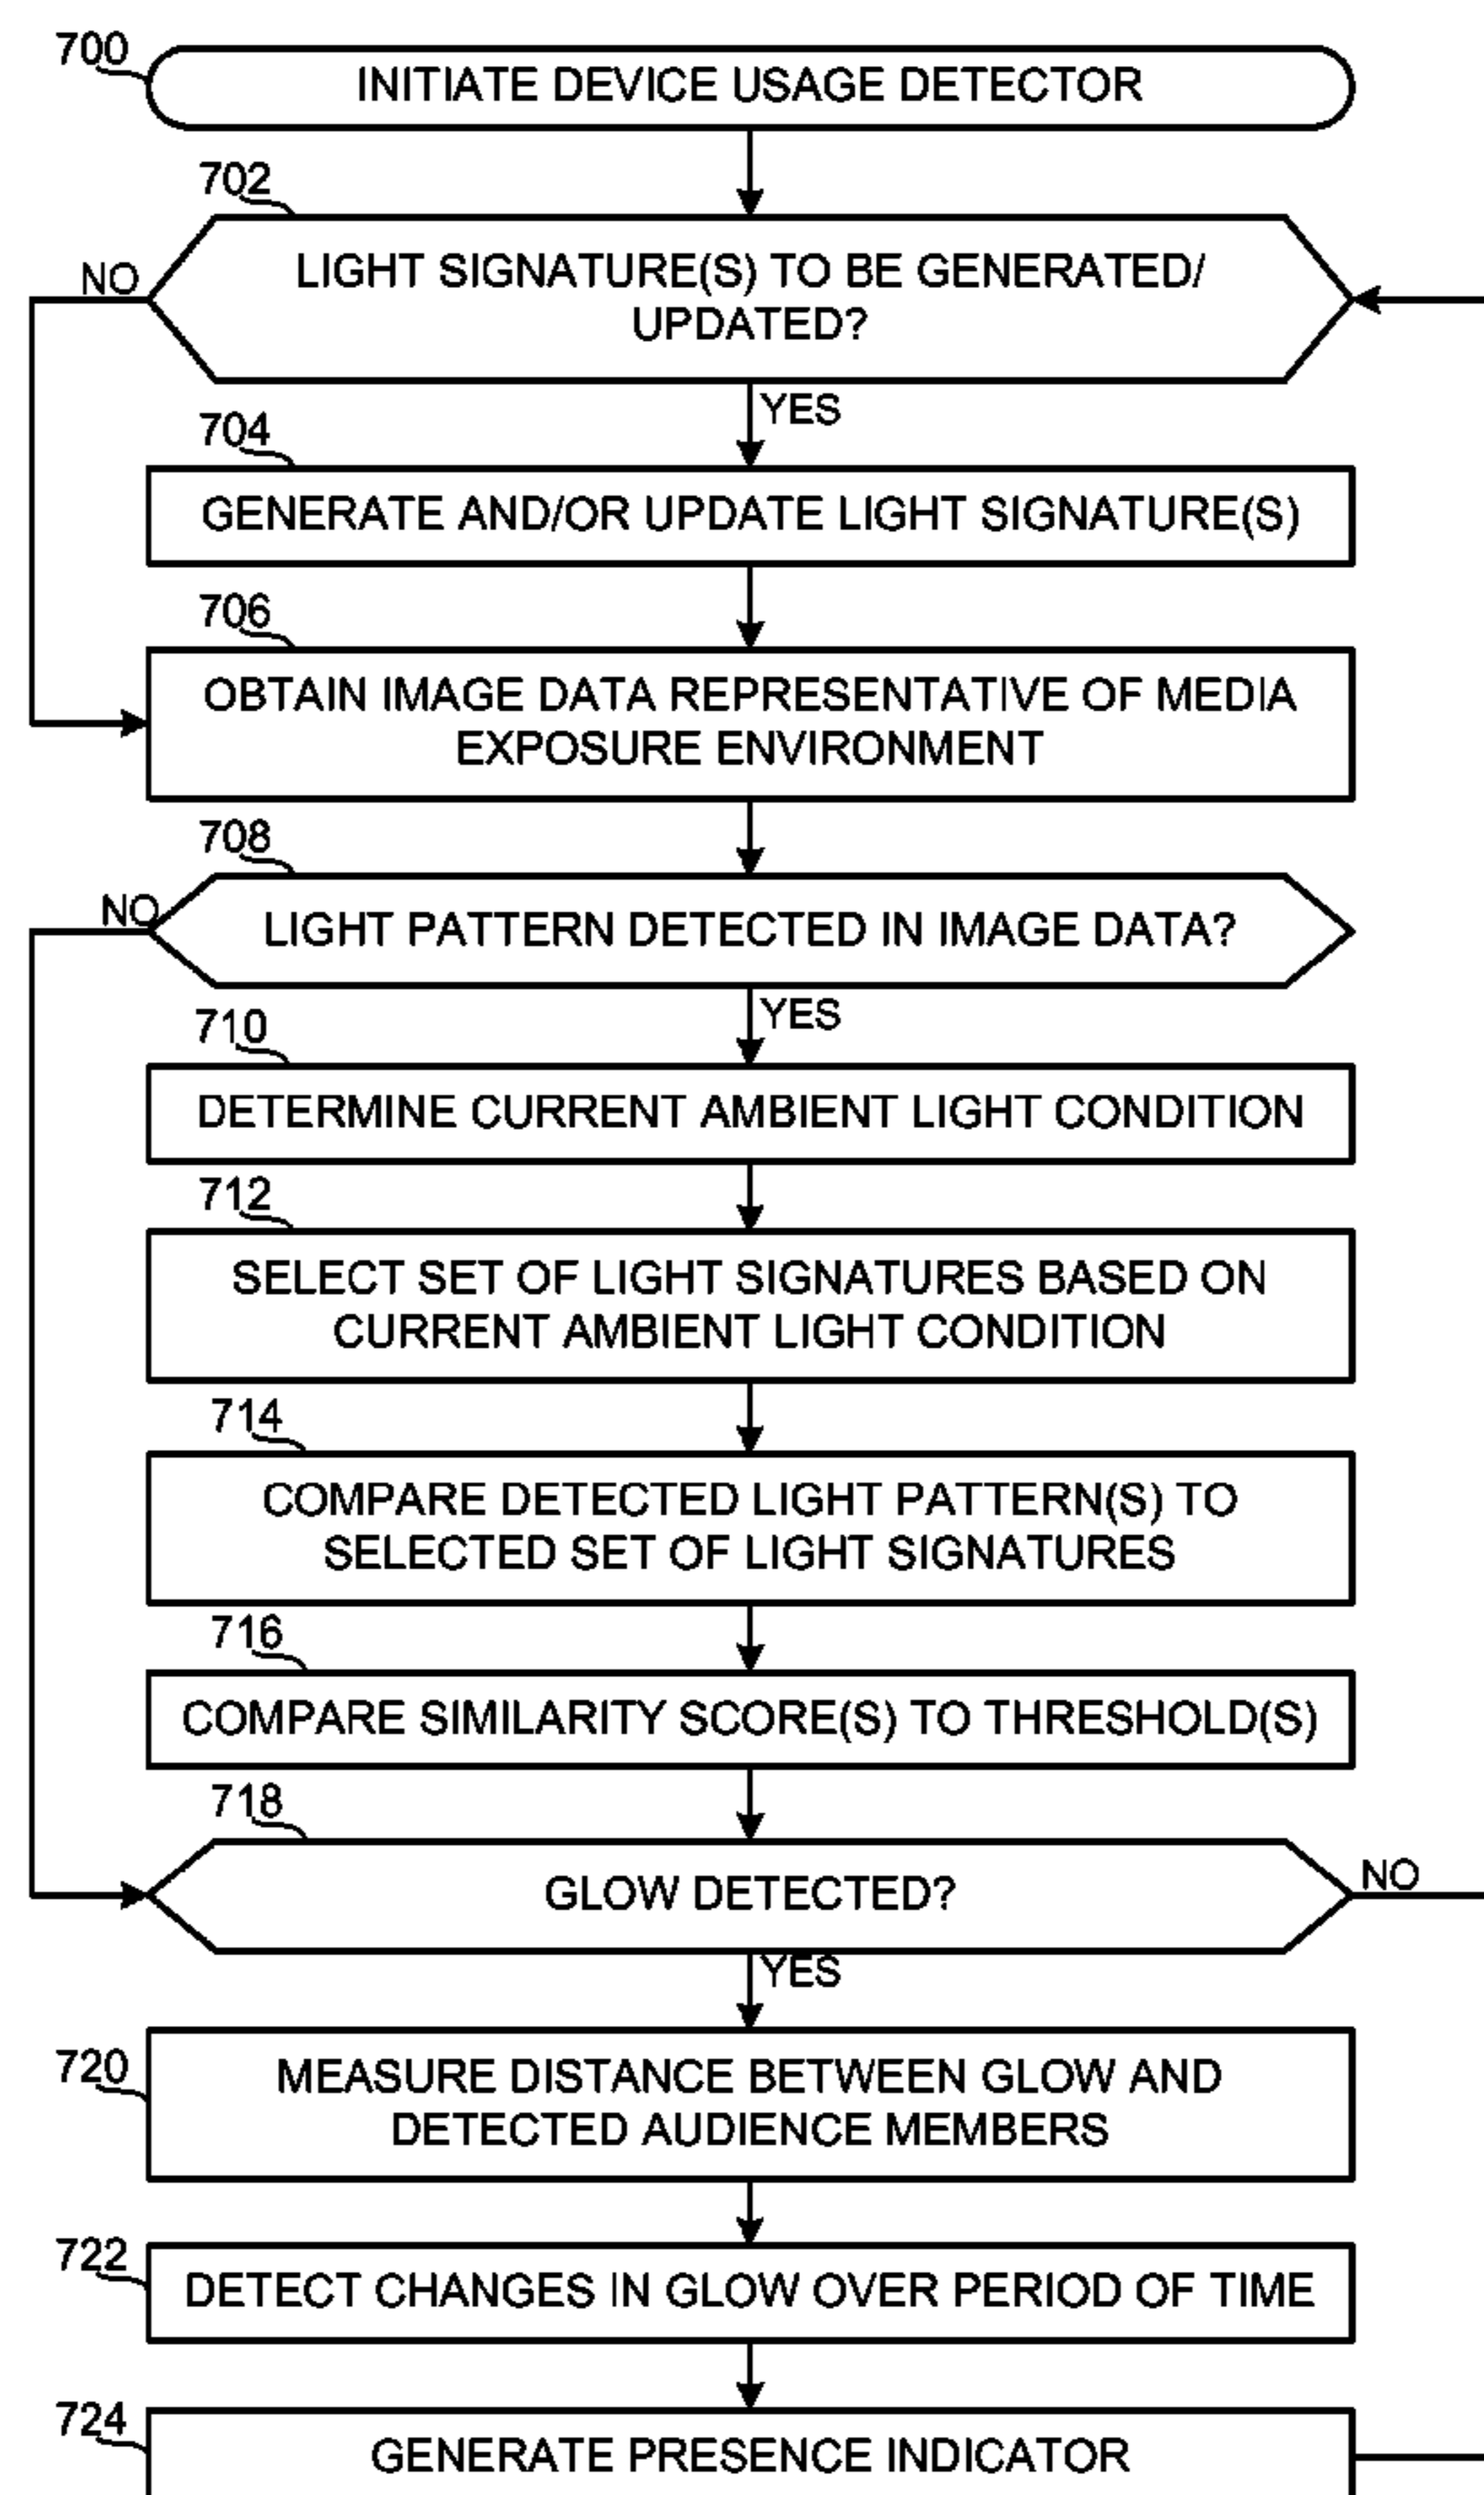 700
INITIATE DEVICE USAGE DETECTOR
702
NO
LIGHT SIGNATURE(S) TO BE GENERATED/
UPDATED?
YES
704
GENERATE AND/OR UPDATE LIGHT SIGNATURE(S)
706
OBTAIN IMAGE DATA REPRESENTATIVE OF MEDIA
EXPOSURE ENVIRONMENT
708
NO
LIGHT PATTERN DETECTED IN IMAGE DATA?
YES
710
DETERMINE CURRENT AMBIENT LIGHT CONDITION
712
SELECT SET OF LIGHT SIGNATURES BASED ON
CURRENT AMBIENT LIGHT CONDITION
714
COMPARE DETECTED LIGHT PATTERN(S) TO
SELECTED SET OF LIGHT SIGNATURES
716
COMPARE SIMILARITY SCORE(S) TO THRESHOLD(S)
718
GLOW DETECTED?
NO
YES
720
MEASURE DISTANCE BETWEEN GLOW AND
DETECTED AUDIENCE MEMBERS
722
DETECT CHANGES IN GLOW OVER PERIOD OF TIME
724
GENERATE PRESENCE INDICATOR